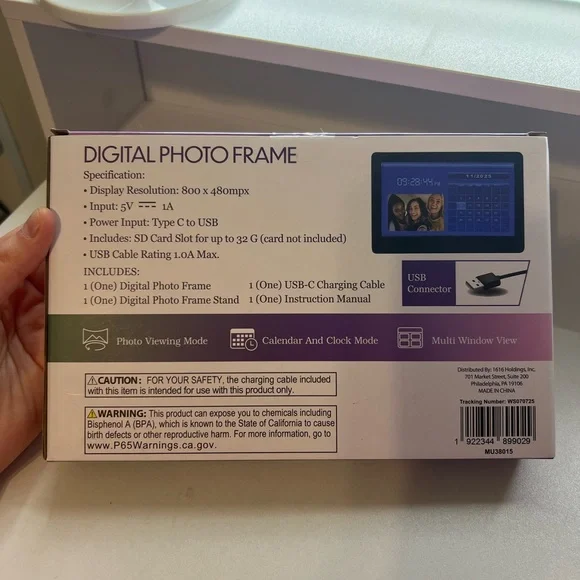 DIGITAL PHOTO FRAME
Specification:
• Display Resolution: 800 x 480mpx
• Input: 5V ⎓ 1A
• Power Input: Type C to USB
• Includes: SD Card Slot for up to 32 G (card not included)
• USB Cable Rating 1.0A Max.
INCLUDES:
1 (One) Digital Photo Frame 1 (One) USB-C Charging Cable
1 (One) Digital Photo Frame Stand 1 (One) Instruction Manual
09:28:44
USB
Connector
Photo Viewing Mode
Calendar And Clock Mode
Multi Window View
CAUTION: FOR YOUR SAFETY, the charging cable included
with this item is intended for use with this product only.
WARNING: This product can expose you to chemicals including
Bisphenol A (BPA), which is known to the State of California to cause
birth defects or other reproductive harm. For more information, go to
www.P65Warnings.ca.gov.
Distributed By: 1616 Holdings, Inc.
701 Market Street, Suite 200
Philadelphia, PA 19106
MADE IN CHINA
Tracking Number: WS070725
1 922344 899029
MU38015